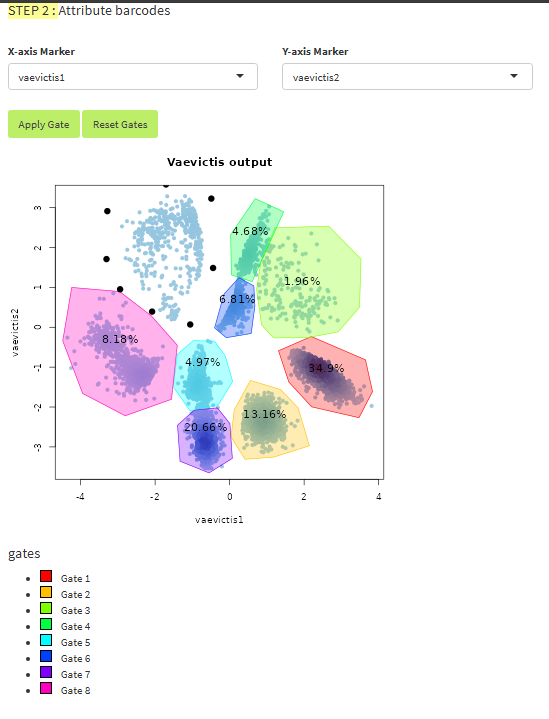 STEP 2 : Attribute barcodes
X-axis Marker Y-axis Marker
vaevictis1 vaevictis2
Apply Gate Reset Gates
Vaevictis output
4.68%
1.96%
6.81%
8.18%
4.97%
34.9%
13.16%
20.66%
vaevictis2
3
2
1
0
-1
-2
-3
-4 -2 0 2 4
vaevictis1
gates
Gate 1
Gate 2
Gate 3
Gate 4
Gate 5
Gate 6
Gate 7
Gate 8